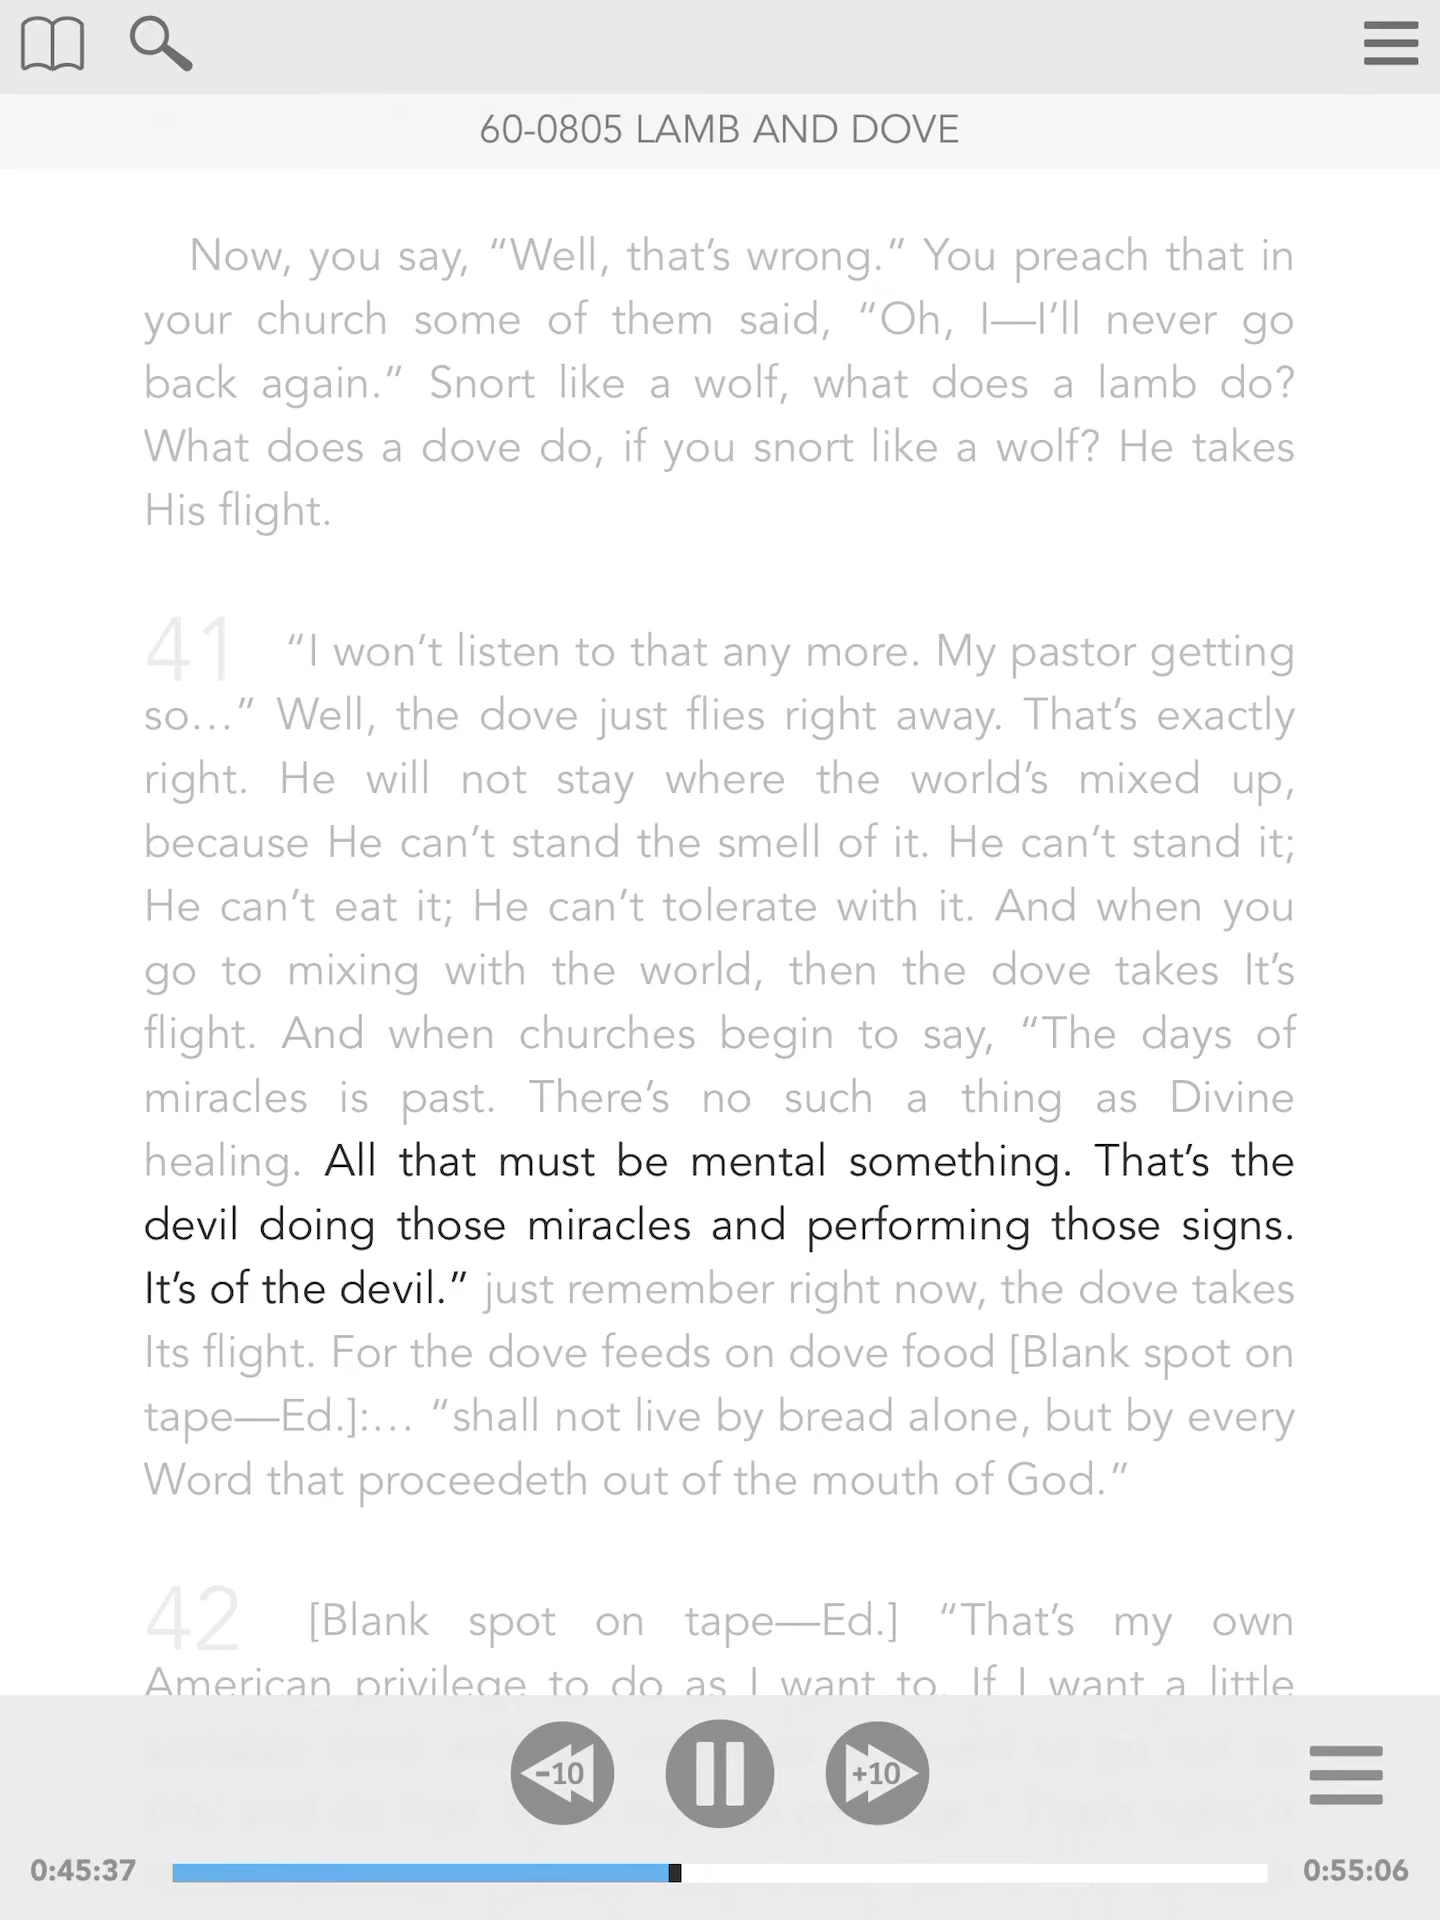 60-0805 LAMB AND DOVE
Now, you say, “Well, that’s wrong.” You preach that in
your church some of them said, “Oh, I—I’ll never go
back again.” Snort like a wolf, what does a lamb do?
What does a dove do, if you snort like a wolf? He takes
His flight.
41 “I won’t listen to that any more. My pastor getting
so…” Well, the dove just flies right away. That’s exactly
right. He will not stay where the world’s mixed up,
because He can’t stand the smell of it. He can’t stand it;
He can’t eat it; He can’t tolerate with it. And when you
go to mixing with the world, then the dove takes It’s
flight. And when churches begin to say, “The days of
miracles is past. There’s no such a thing as Divine
healing. All that must be mental something. That’s the
devil doing those miracles and performing those signs.
It’s of the devil.” just remember right now, the dove takes
Its flight. For the dove feeds on dove food [Blank spot on
tape—Ed.]:… “shall not live by bread alone, but by every
Word that proceedeth out of the mouth of God.”
42 [Blank spot on tape—Ed.] “That’s my own
American privilege to do as I want to. If I want a little
-10 +10
0:45:37 0:55:06